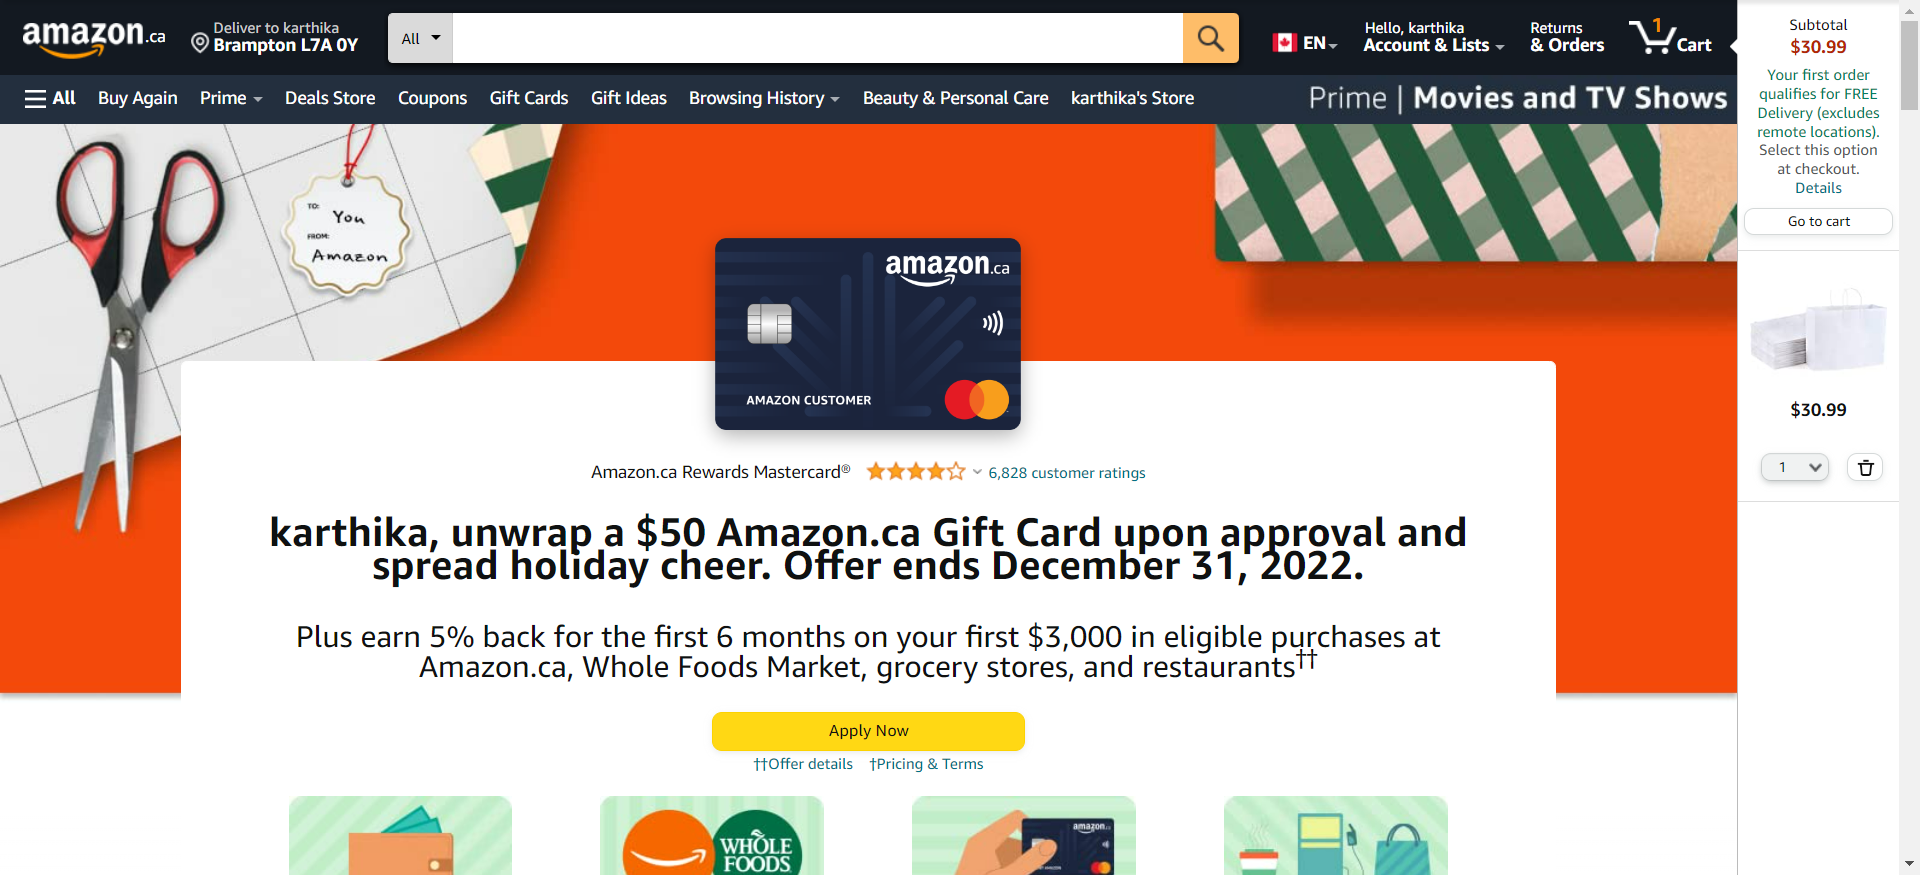 amazon.ca
Deliver to karthika
Brampton L7A 0Y
All
EN
Hello, karthika
Account & Lists
Returns
& Orders
1
Cart
All
Buy Again
Prime
Deals Store
Coupons
Gift Cards
Gift Ideas
Browsing History
Beauty & Personal Care
karthika's Store
Prime | Movies and TV Shows
Subtotal
$30.99
Your first order
qualifies for FREE
Delivery (excludes
remote locations).
Select this option
at checkout.
Details
Go to cart
$30.99
1
TO:
You
FROM:
Amazon
amazon.ca
AMAZON CUSTOMER
Amazon.ca Rewards Mastercard®
6,828 customer ratings
karthika, unwrap a $50 Amazon.ca Gift Card upon approval and
spread holiday cheer. Offer ends December 31, 2022.
Plus earn 5% back for the first 6 months on your first $3,000 in eligible purchases at
Amazon.ca, Whole Foods Market, grocery stores, and restaurants††
Apply Now
††Offer details
†Pricing & Terms
WHOLE
FOODS
amazon.ca